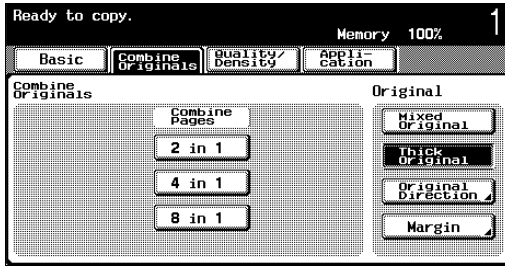 Ready to copy.
Memory 100% 1
Basic
Combine
Originals
Quality/
Density
Appli-
cation
Combine
Originals
Combine
Pages
2 in 1
4 in 1
8 in 1
Original
Mixed
Original
Thick
Original
Original
Direction
Margin